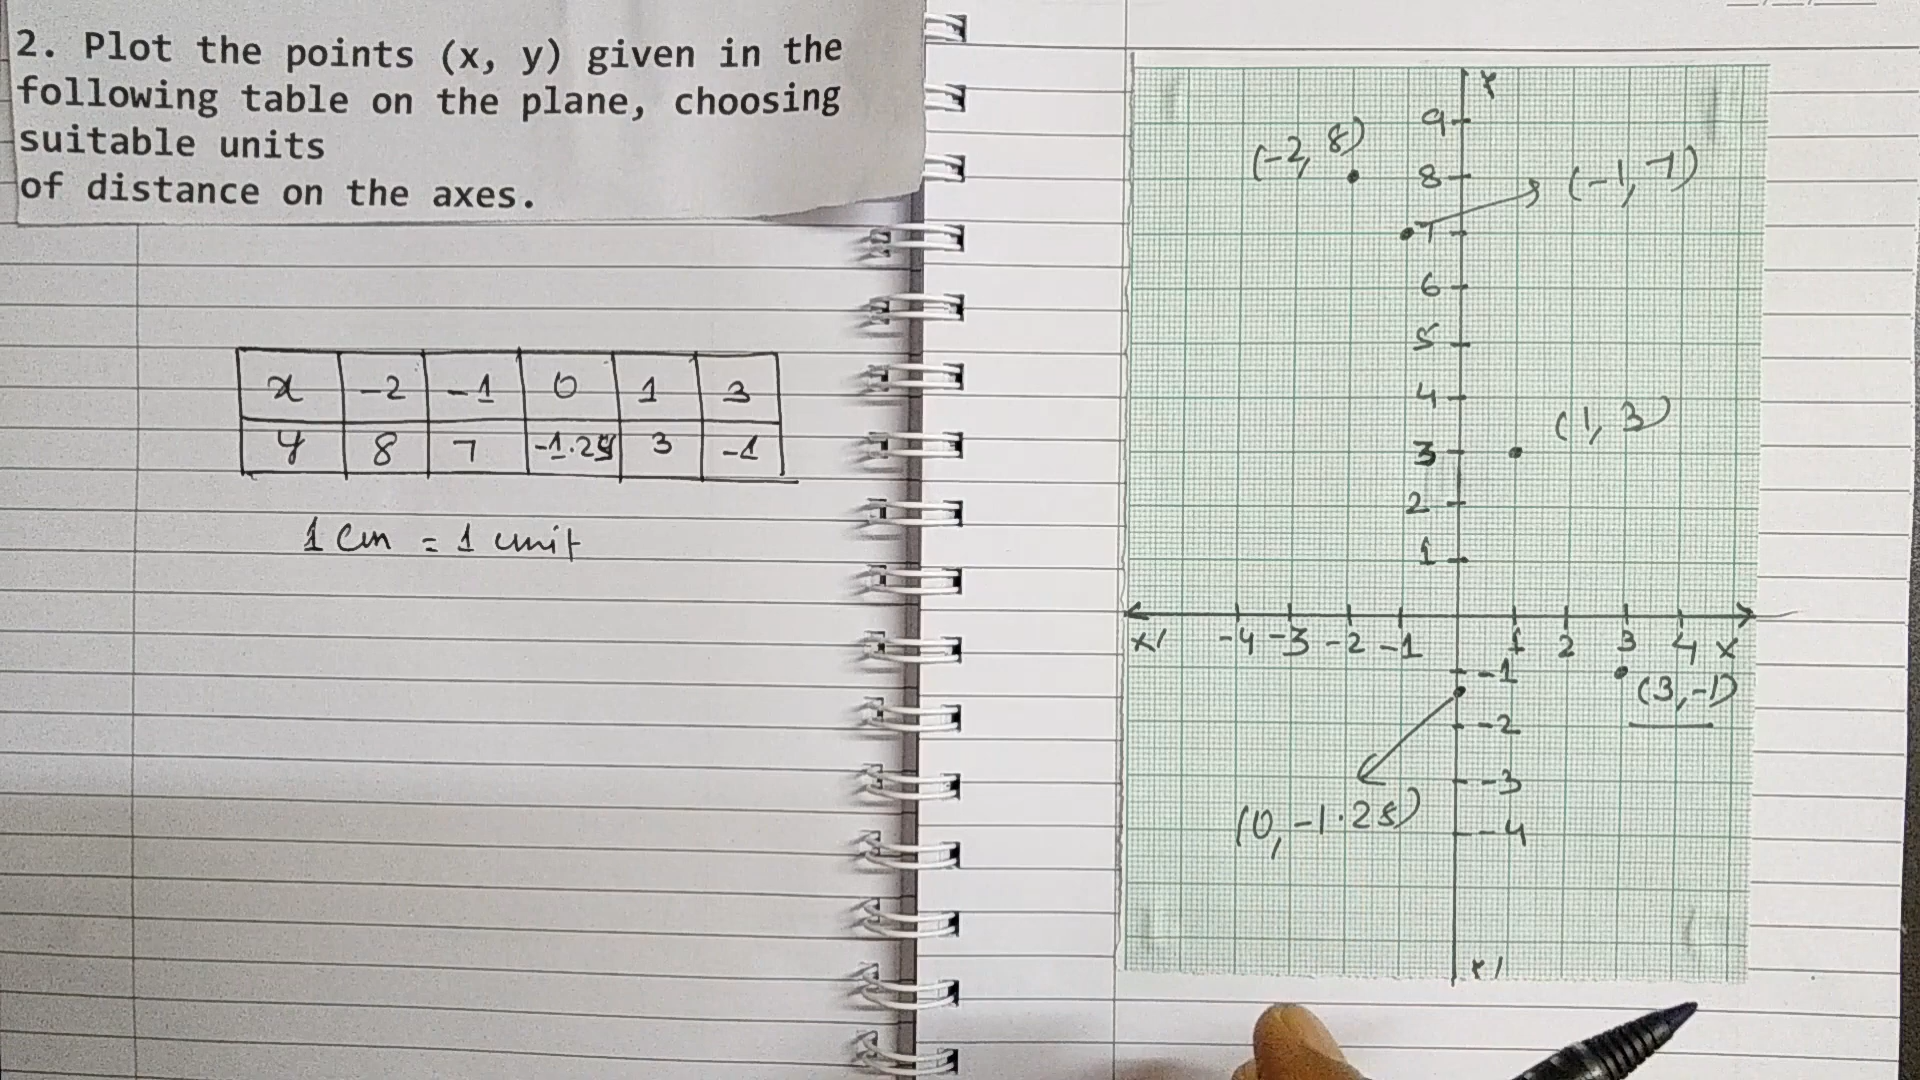 2. Plot the points (x, y) given in the
following table on the plane, choosing
suitable units
of distance on the axes.
x -2 -1 0 1 3
y 8 7 -1.25 3 -1
1 cm = 1 unit
Y
9
(-2, 8)
8
(-1, 7)
7
6
5
4
(1, 3)
3
2
1
X' -4 -3 -2 -1 1 2 3 4 X
-1
(3, -1)
-2
-3
(0, -1.25)
-4
Y'